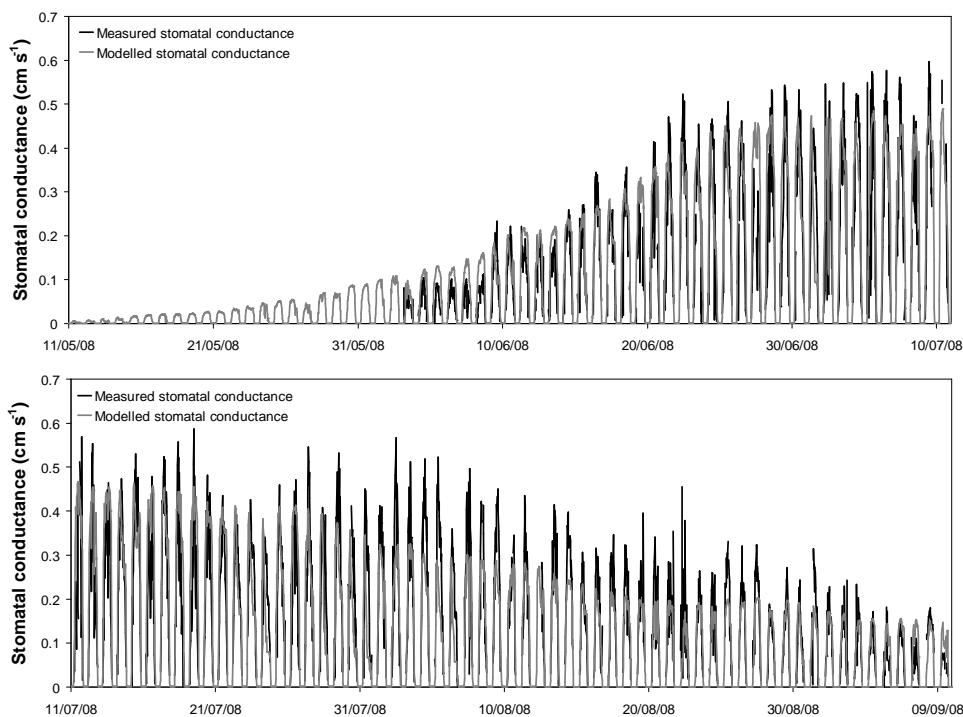 0.7
Measured stomatal conductance
Modelled stomatal conductance
0.6
0.5
0.4
0.3
0.2
0.1
0
Stomatal conductance (cm s-1)
11/05/08 21/05/08 31/05/08 10/06/08 20/06/08 30/06/08 10/07/08
0.7
Measured stomatal conductance
Modelled stomatal conductance
0.6
0.5
0.4
0.3
0.2
0.1
0
Stomatal conductance (cm s-1)
11/07/08 21/07/08 31/07/08 10/08/08 20/08/08 30/08/08 09/09/08